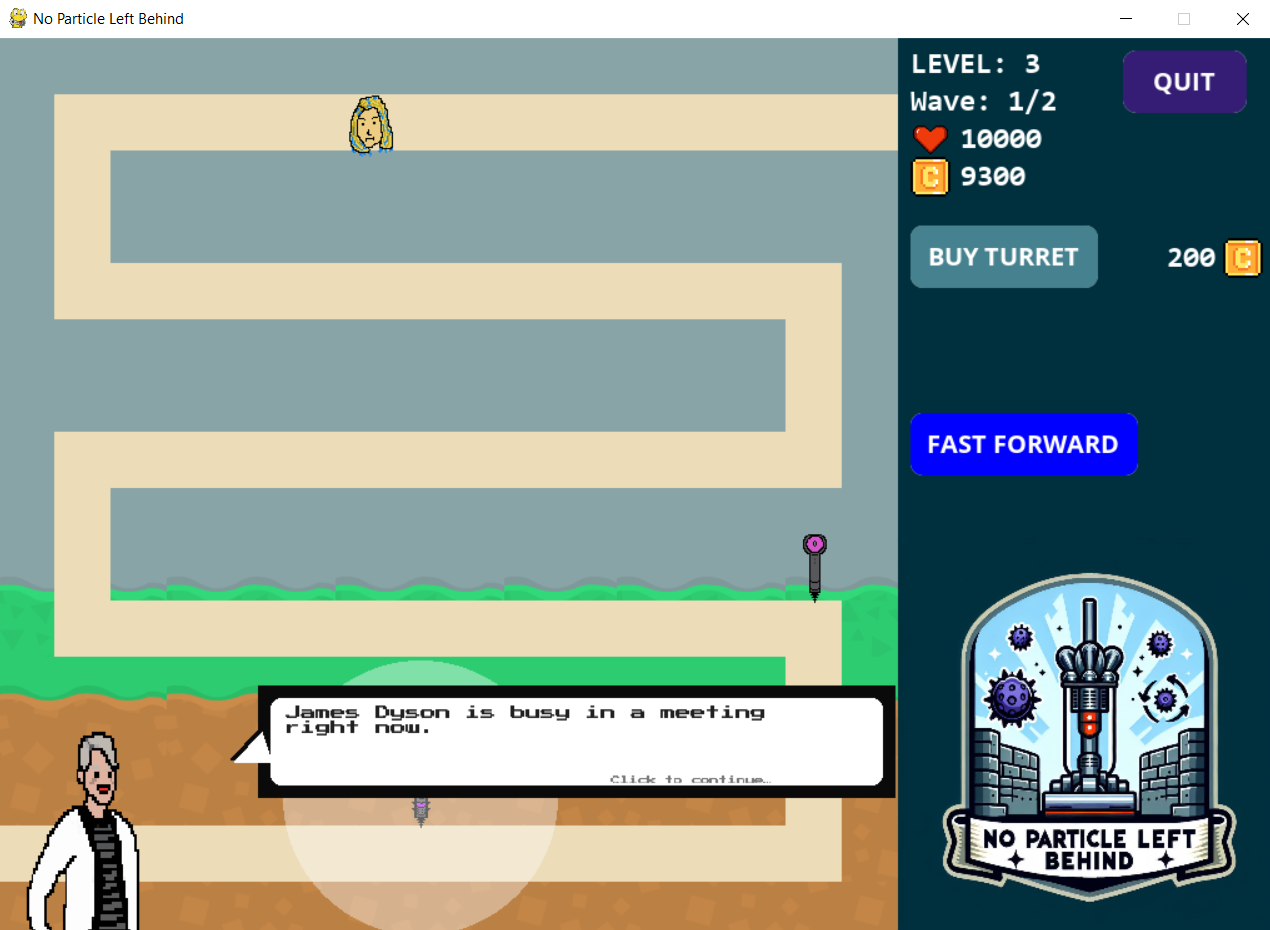 No Particle Left Behind
LEVEL: 3
QUIT
Wave: 1/2
10000
C 9300
BUY TURRET
200 C
FAST FORWARD
James Dyson is busy in a meeting
right now.
Click to continue…
NO PARTICLE LEFT
BEHIND